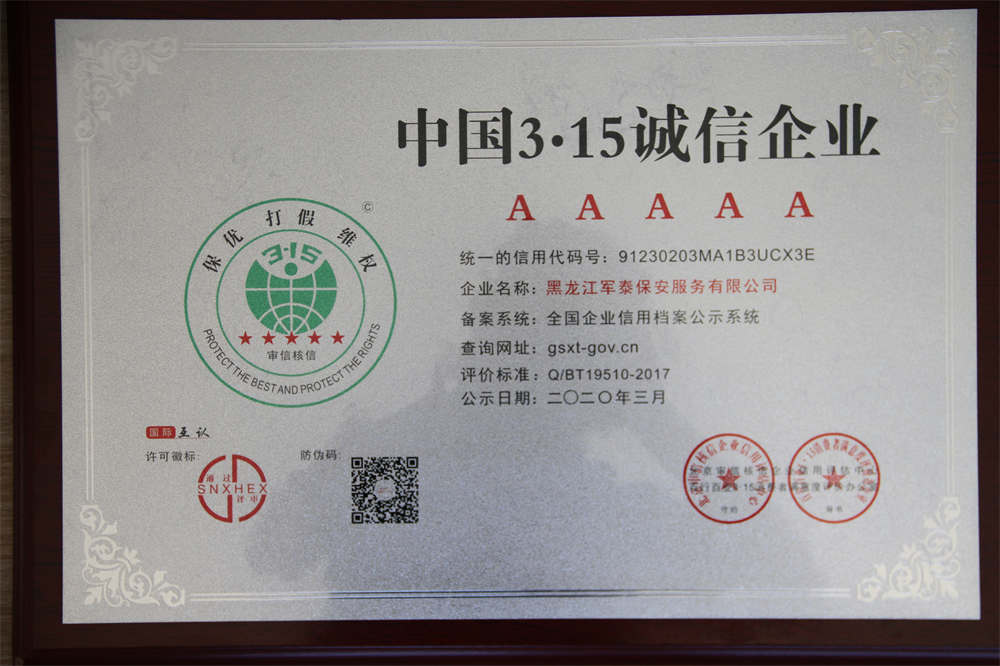 中国3·15诚信企业
A A A A A
保优 打假 维权
©
3·15
审信核信
PROTECT THE BEST AND PROTECT THE RIGHTS
统一的信用代码号：91230203MA1B3UCX3E
企业名称：黑龙江军泰保安服务有限公司
备案系统：全国企业信用档案公示系统
查询网址：gsxt-gov.cn
评价标准：Q/BT19510-2017
公示日期：二〇二〇年三月
国际互认
许可徽标：
通过
SNXHEX
评审
防伪码：